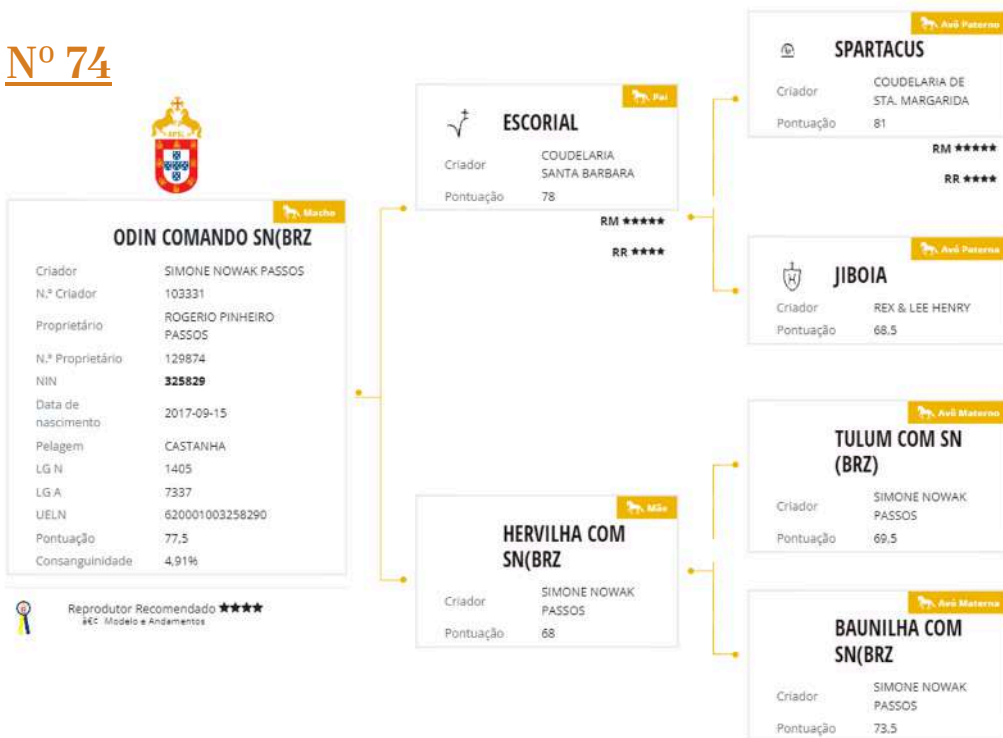 Nº 74
APSL
Macho
ODIN COMANDO SN(BRZ
Criador SIMONE NOWAK PASSOS
N.º Criador 103331
Proprietário ROGERIO PINHEIRO
PASSOS
N.º Proprietário 129874
NIN 325829
Data de
nascimento 2017-09-15
Pelagem CASTANHA
LG N 1405
LG A 7337
UELN 620001003258290
Pontuação 77,5
Consanguinidade 4,91%
Reprodutor Recomendado ★★★★
• Modelo e Andamentos
Pai
ESCORIAL
Criador COUDELARIA
SANTA BARBARA
Pontuação 78
RM ★★★★★
RR ★★★★
Mãe
HERVILHA COM
SN(BRZ
Criador SIMONE NOWAK
PASSOS
Pontuação 68
Avô Paterno
SPARTACUS
Criador COUDELARIA DE
STA. MARGARIDA
Pontuação 81
RM ★★★★★
RR ★★★★
Avó Paterna
JIBOIA
Criador REX & LEE HENRY
Pontuação 68.5
Avô Materno
TULUM COM SN
(BRZ)
Criador SIMONE NOWAK
PASSOS
Pontuação 69.5
Avó Materna
BAUNILHA COM
SN(BRZ
Criador SIMONE NOWAK
PASSOS
Pontuação 73.5